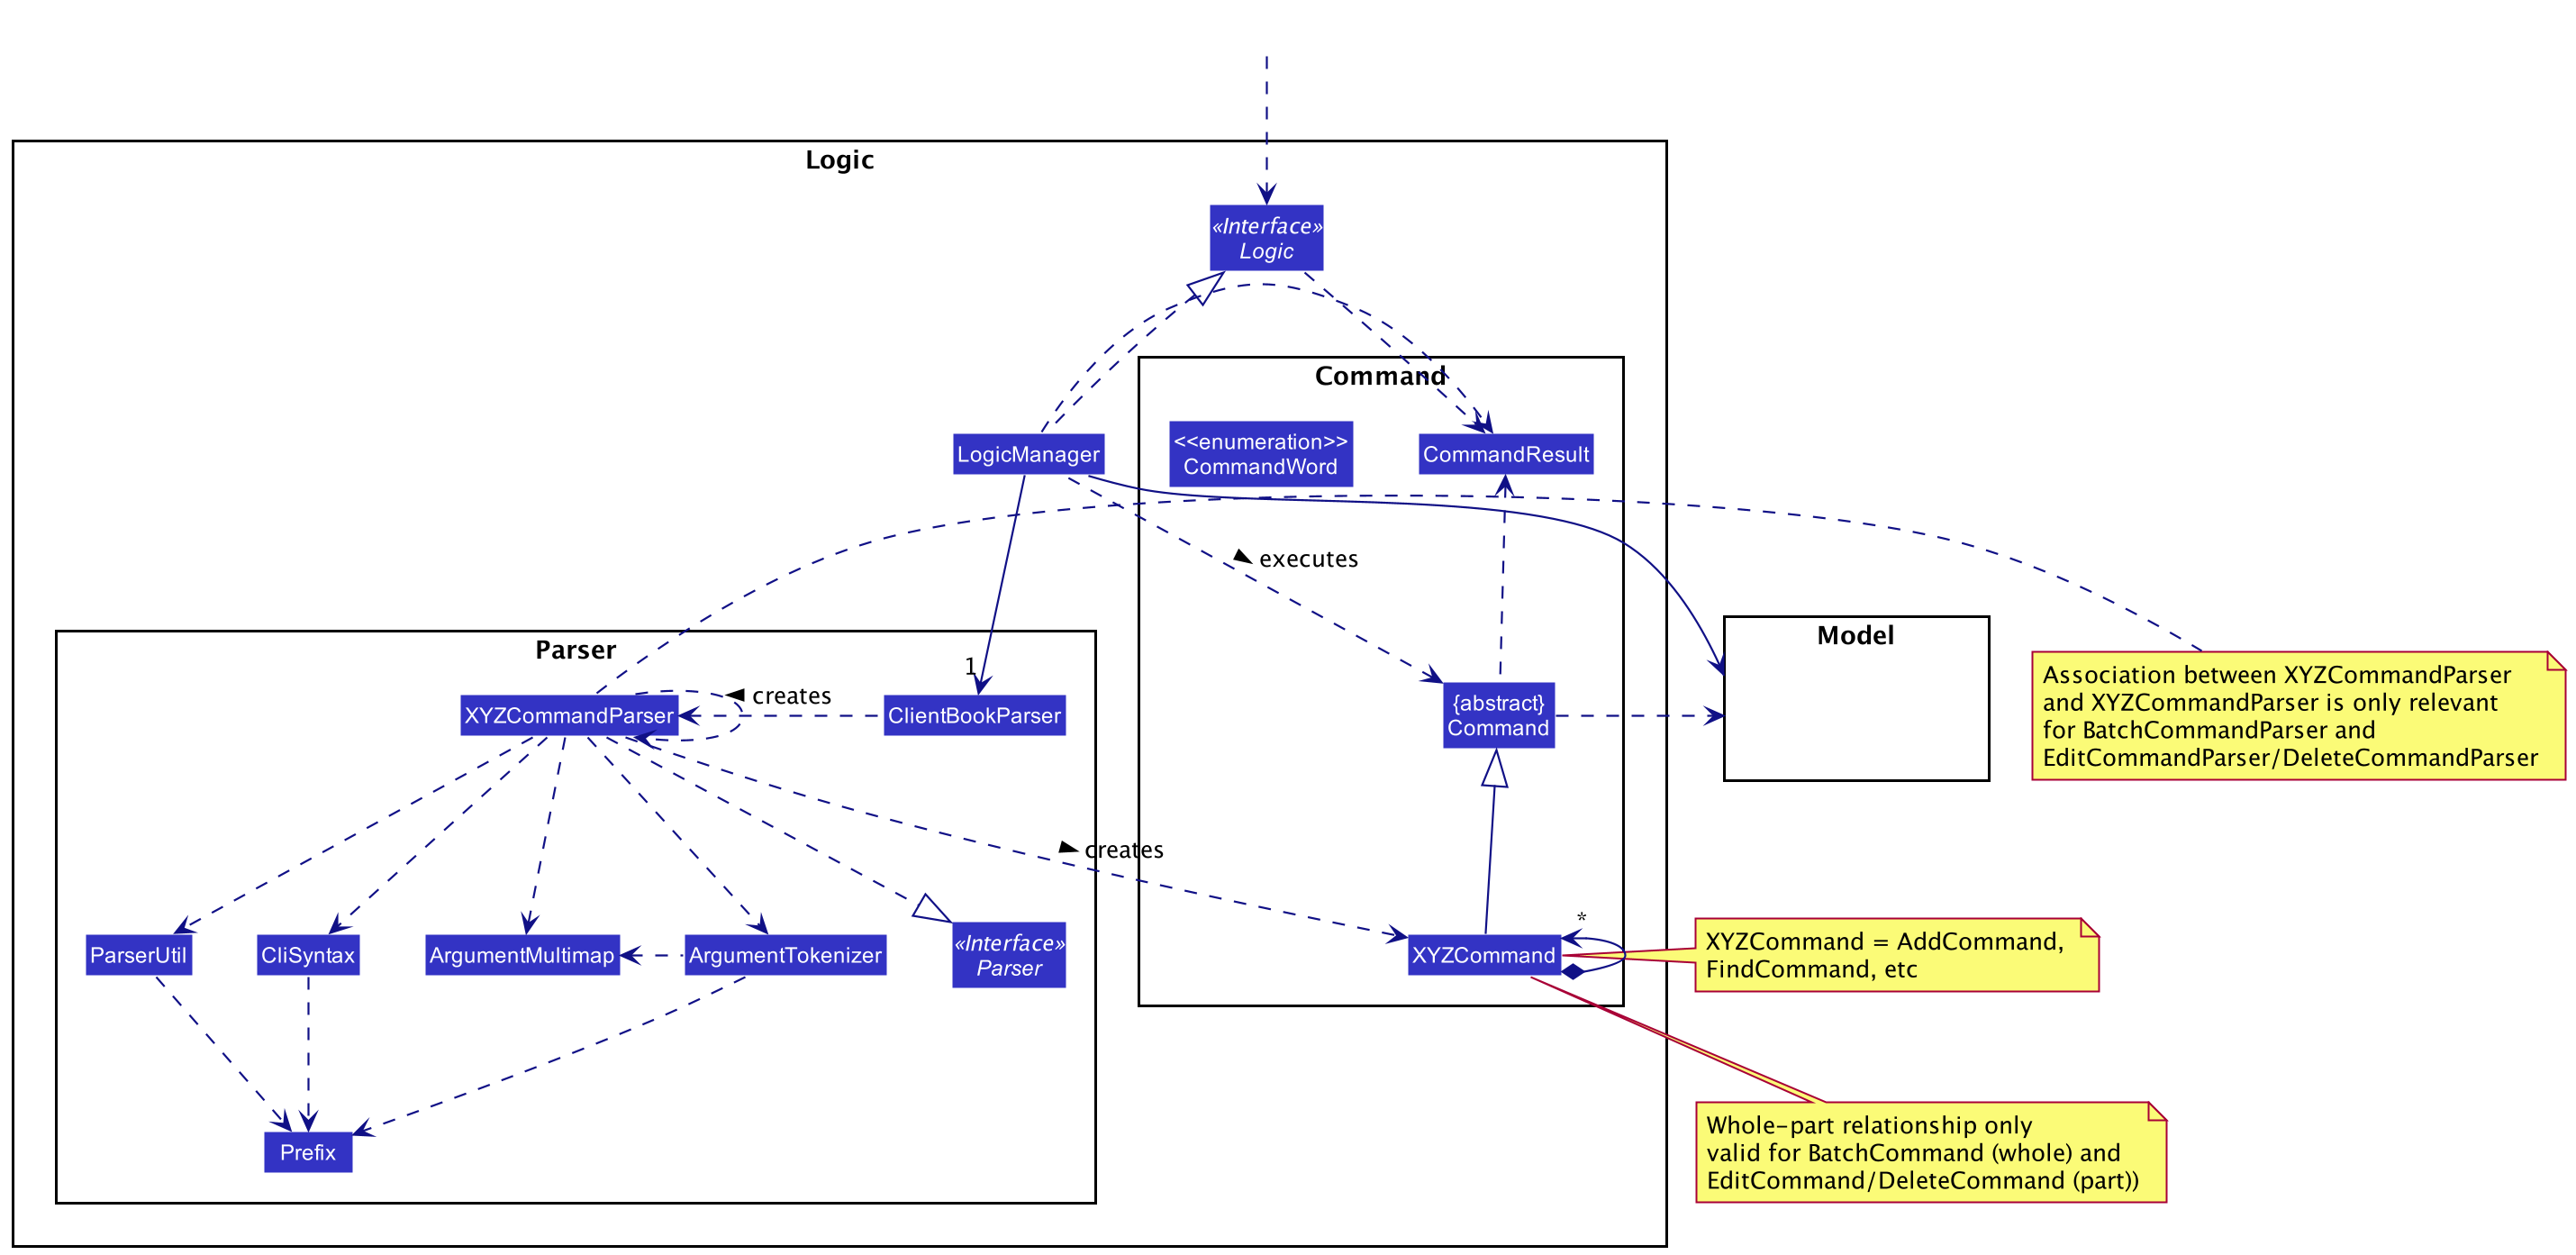 Logic
«Interface»
Logic
Command
LogicManager
<<enumeration>>
CommandWord
CommandResult
executes
Parser
1
XYZCommandParser
creates
ClientBookParser
{abstract}
Command
Model
Association between XYZCommandParser
and XYZCommandParser is only relevant
for BatchCommandParser and
EditCommandParser/DeleteCommandParser
creates
ParserUtil
CliSyntax
ArgumentMultimap
ArgumentTokenizer
«Interface»
Parser
*
XYZCommand
XYZCommand = AddCommand,
FindCommand, etc
Prefix
Whole-part relationship only
valid for BatchCommand (whole) and
EditCommand/DeleteCommand (part))